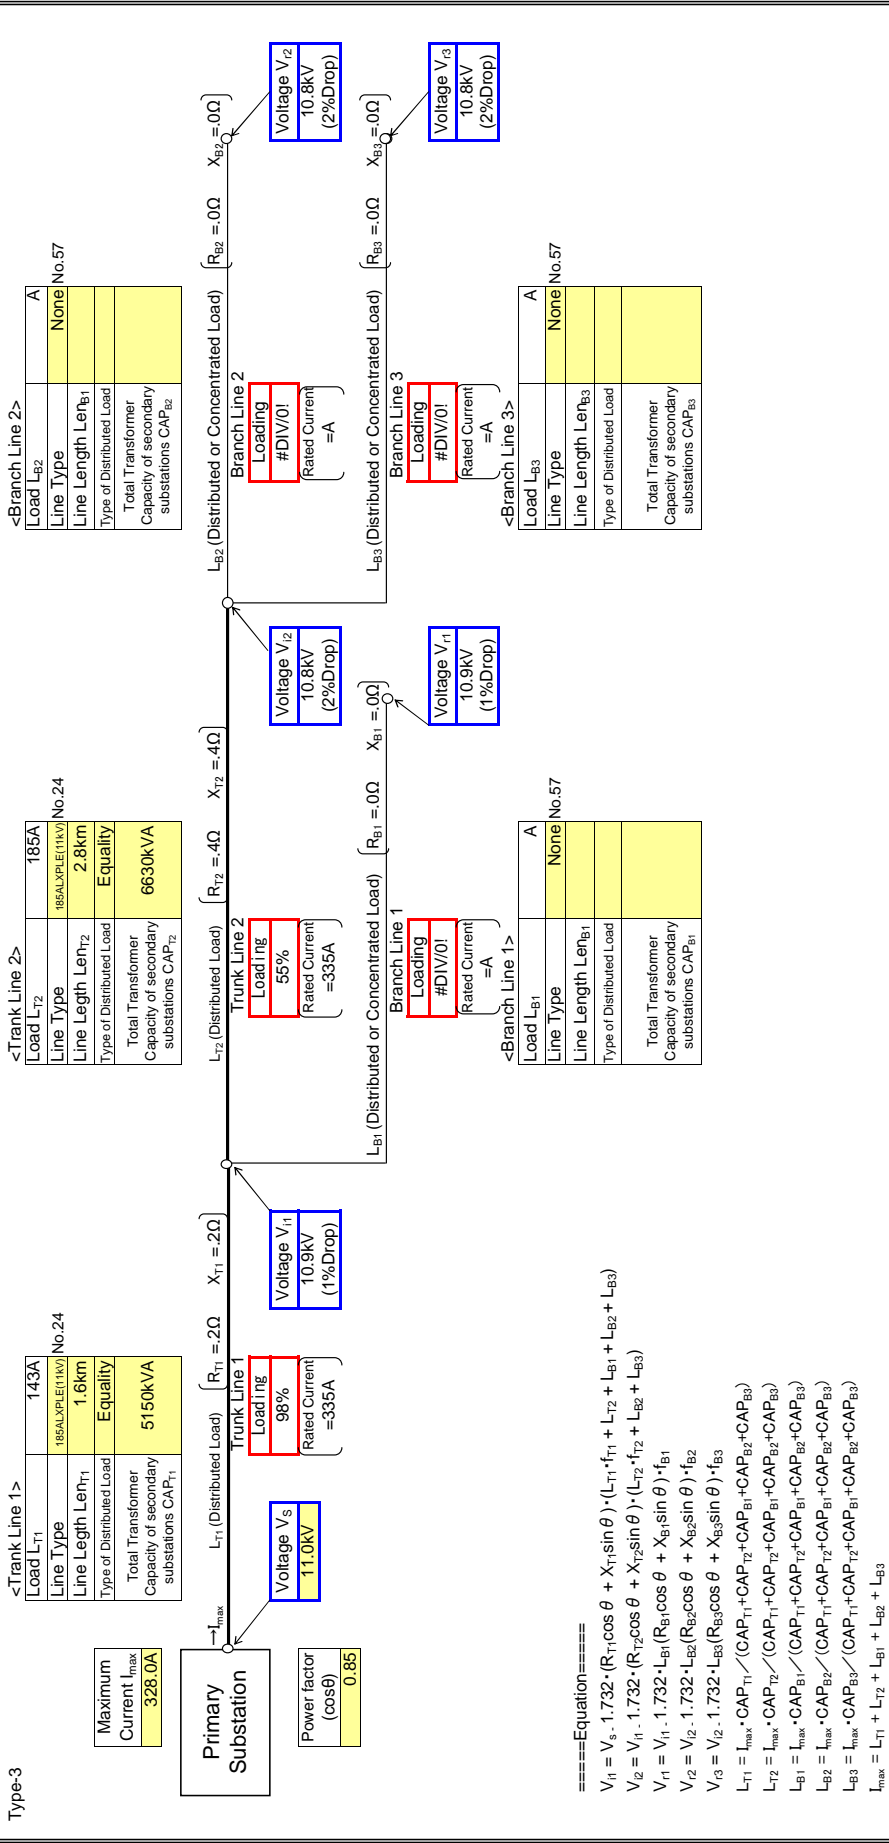 Type-3
<Trank Line 1>
Load LT1 143A
Line Type 185ALXPLE(11kV) No.24
Line Legth LenT1 1.6km
Type of Distributed Load Equality
Total Transformer
Capacity of secondary
substations CAPT1
5150kVA
<Trank Line 2>
Load LT2 185A
Line Type 185ALXPLE(11kV) No.24
Line Legth LenT2 2.8km
Type of Distributed Load Equality
Total Transformer
Capacity of secondary
substations CAPT2
6630kVA
<Branch Line 2>
Load LB2 A
Line Type None No.57
Line Length LenB1
Type of Distributed Load
Total Transformer
Capacity of secondary
substations CAPB2
Maximum
Current Imax
328.0A
Primary
Substation
Power factor
(cosθ)
0.85
→Imax
Voltage VS
11.0kV
LT1 (Distributed Load)
RT1 =.2Ω XT1 =.2Ω
Trunk Line 1
Loading
98%
Rated Current
=335A
Voltage Vi1
10.9kV
(1%Drop)
LT2 (Distributed Load)
RT2 =.4Ω XT2 =.4Ω
Trunk Line 2
Loading
55%
Rated Current
=335A
Voltage Vi2
10.8kV
(2%Drop)
LB2 (Distributed or Concentrated Load)
RB2 =.0Ω XB2 =.0Ω
Branch Line 2
Loading
#DIV/0!
Rated Current
=A
Voltage Vr2
10.8kV
(2%Drop)
LB1 (Distributed or Concentrated Load)
RB1 =.0Ω XB1 =.0Ω
Branch Line 1
Loading
#DIV/0!
Rated Current
=A
Voltage Vr1
10.9kV
(1%Drop)
LB3 (Distributed or Concentrated Load)
RB3 =.0Ω XB3 =.0Ω
Branch Line 3
Loading
#DIV/0!
Rated Current
=A
Voltage Vr3
10.8kV
(2%Drop)
<Branch Line 1>
Load LB1 A
Line Type None No.57
Line Length LenB1
Type of Distributed Load
Total Transformer
Capacity of secondary
substations CAPB1
<Branch Line 3>
Load LB3 A
Line Type None No.57
Line Length LenB3
Type of Distributed Load
Total Transformer
Capacity of secondary
substations CAPB3
=====Equation=====
Vi1 = Vs - 1.732・(RT1cosθ + XT1sinθ)・(LT1・fT1 + LT2 + LB1 + LB2 + LB3)
Vi2 = Vi1 - 1.732・(RT2cosθ + XT2sinθ)・(LT2・fT2 + LB2 + LB3)
Vr1 = Vi1 - 1.732・LB1(RB1cosθ + XB1sinθ)・fB1
Vr2 = Vi2 - 1.732・LB2(RB2cosθ + XB2sinθ)・fB2
Vr3 = Vi2 - 1.732・LB3(RB3cosθ + XB3sinθ)・fB3
LT1 = Imax・CAPT1／(CAPT1+CAPT2+CAPB1+CAPB2+CAPB3)
LT2 = Imax・CAPT2／(CAPT1+CAPT2+CAPB1+CAPB2+CAPB3)
LB1 = Imax・CAPB1／(CAPT1+CAPT2+CAPB1+CAPB2+CAPB3)
LB2 = Imax・CAPB2／(CAPT1+CAPT2+CAPB1+CAPB2+CAPB3)
LB3 = Imax・CAPB3／(CAPT1+CAPT2+CAPB1+CAPB2+CAPB3)
Imax = LT1 + LT2 + LB1 + LB2 + LB3